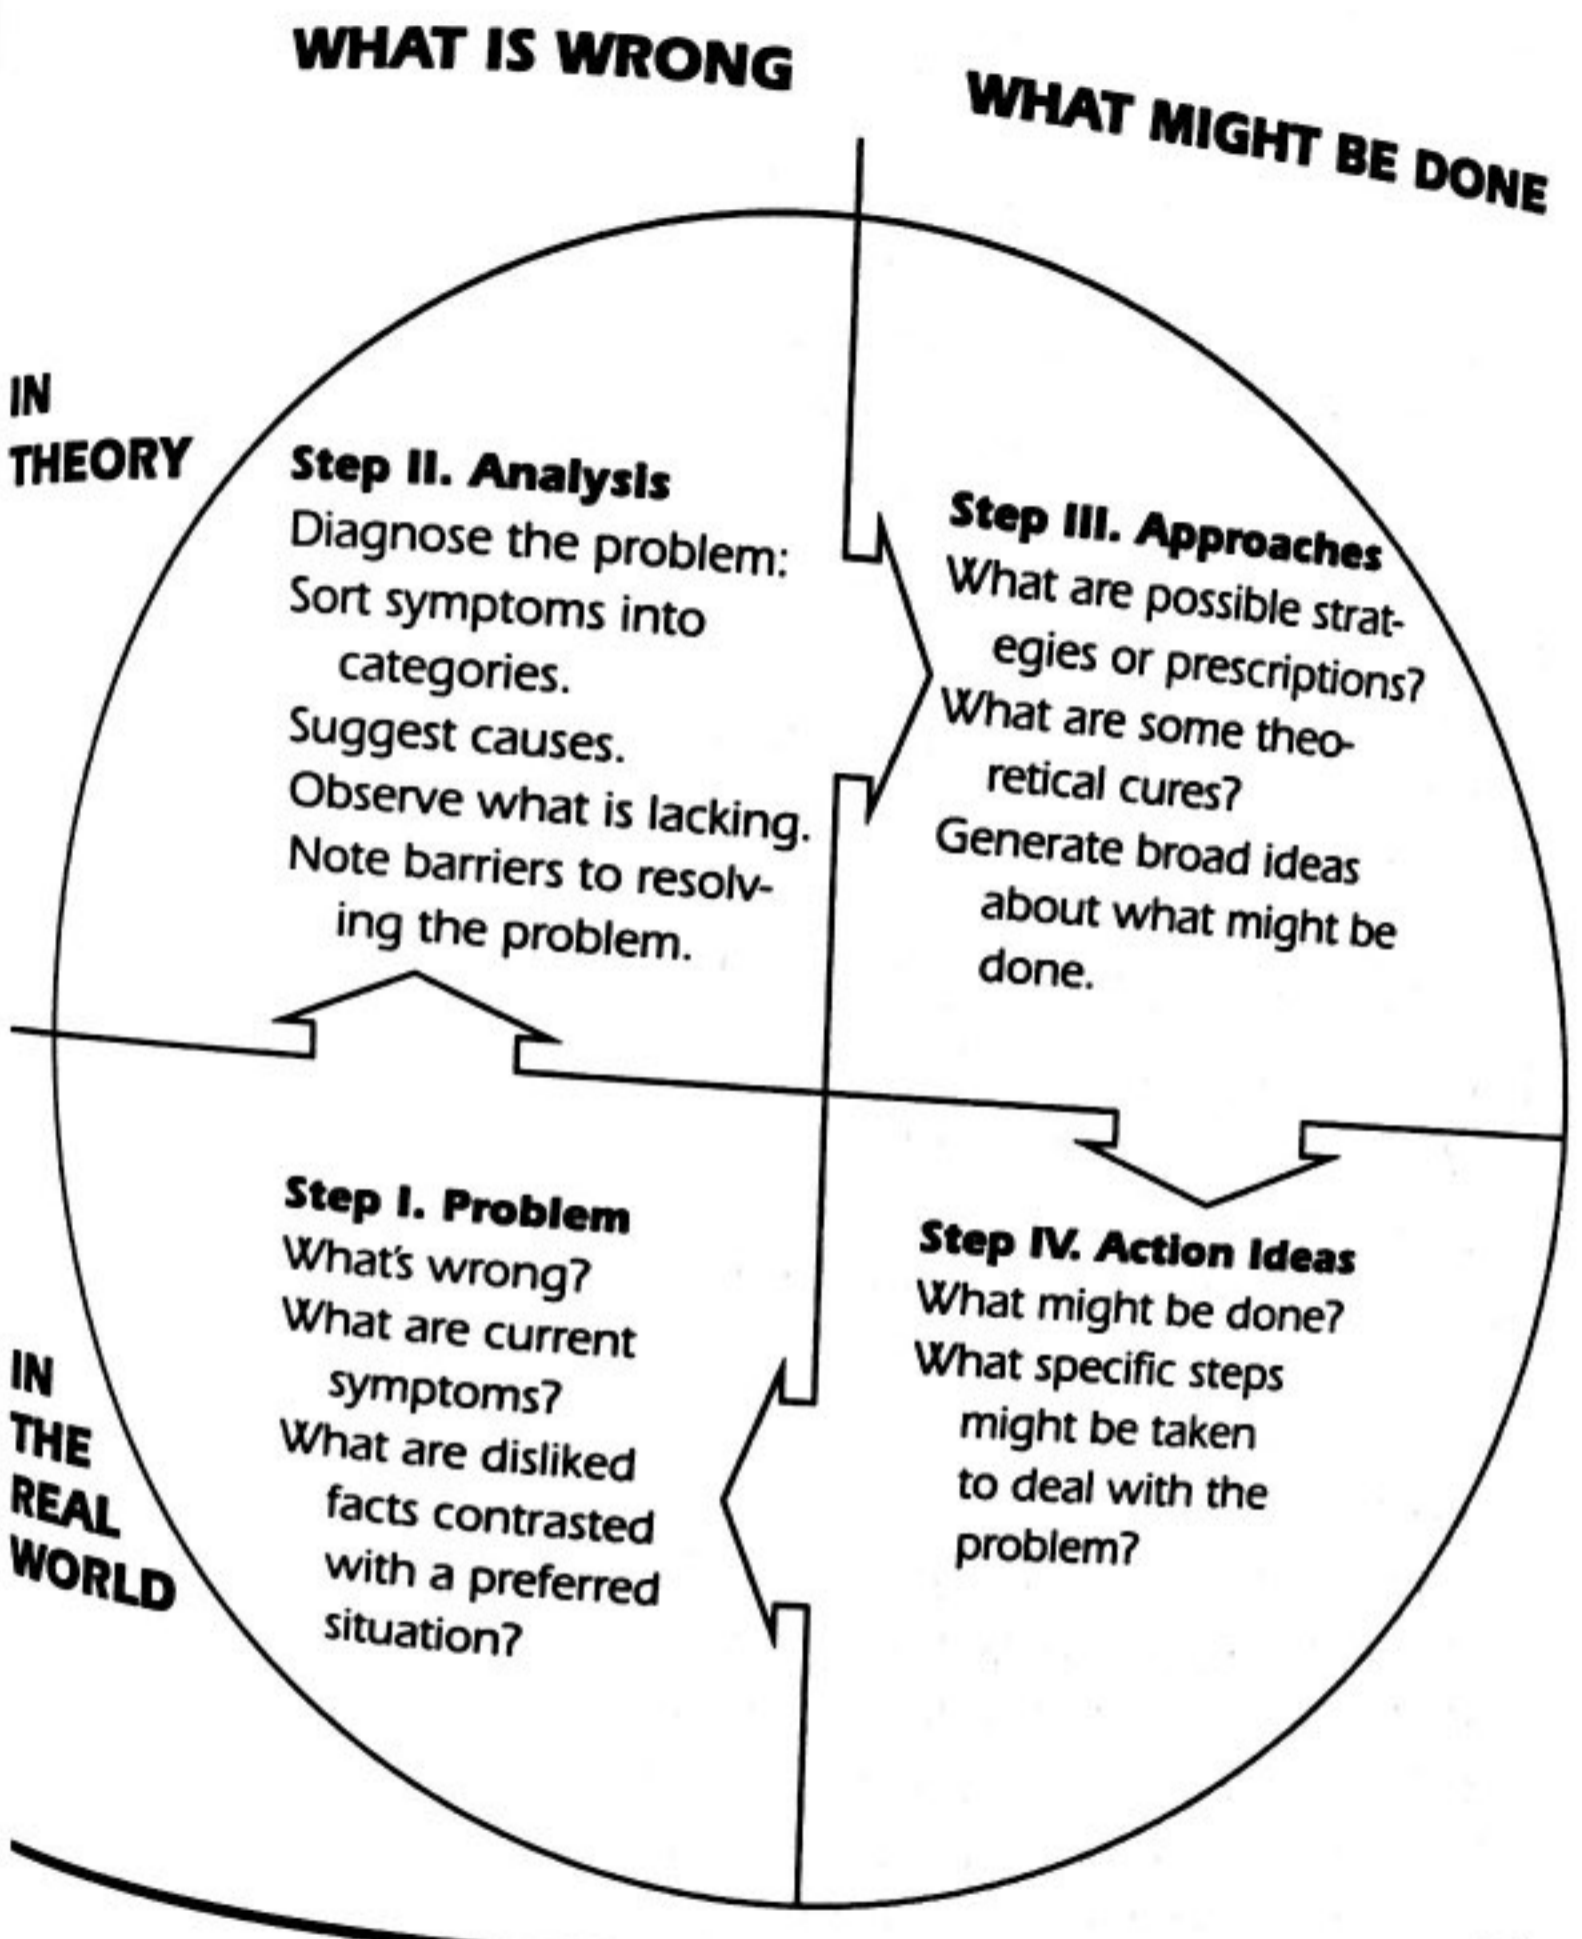 WHAT IS WRONG
WHAT MIGHT BE DONE
IN
THEORY
Step II. Analysis
Diagnose the problem:
Sort symptoms into
categories.
Suggest causes.
Observe what is lacking.
Note barriers to resolv-
ing the problem.
Step III. Approaches
What are possible strat-
egies or prescriptions?
What are some theo-
retical cures?
Generate broad ideas
about what might be
done.
IN
THE
REAL
WORLD
Step I. Problem
What's wrong?
What are current
symptoms?
What are disliked
facts contrasted
with a preferred
situation?
Step IV. Action Ideas
What might be done?
What specific steps
might be taken
to deal with the
problem?